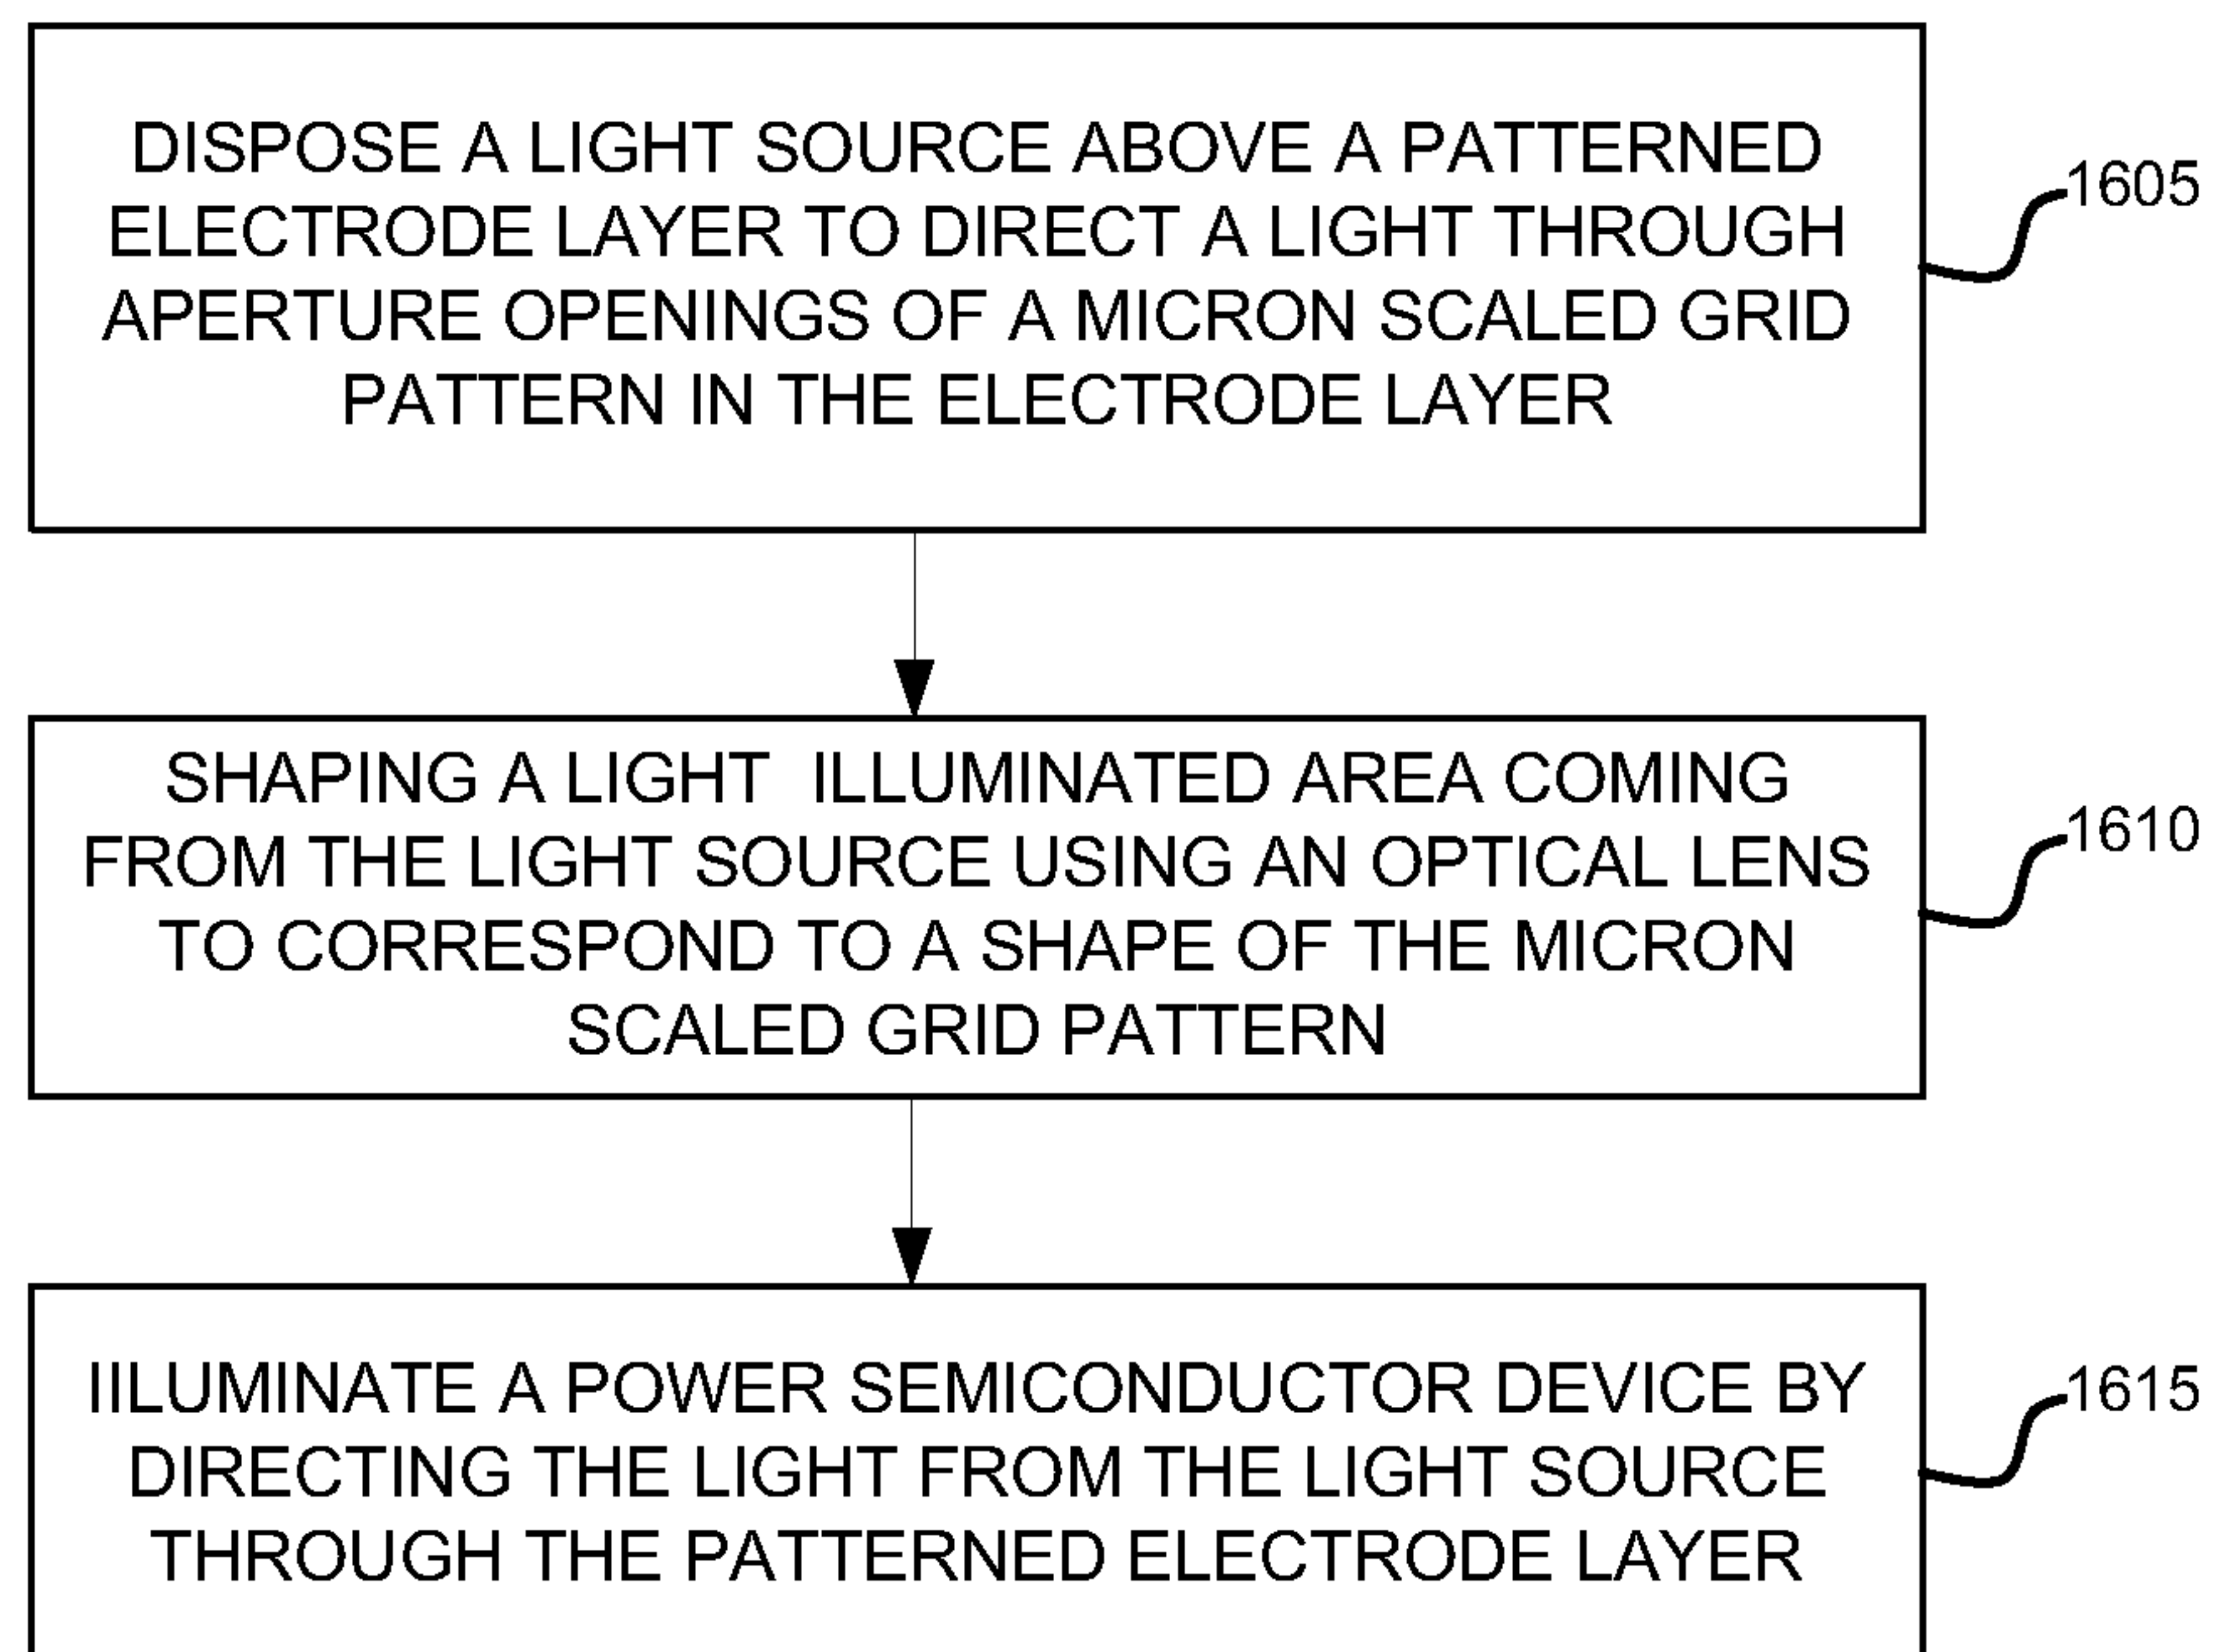 DISPOSE A LIGHT SOURCE ABOVE A PATTERNED
ELECTRODE LAYER TO DIRECT A LIGHT THROUGH
APERTURE OPENINGS OF A MICRON SCALED GRID
PATTERN IN THE ELECTRODE LAYER
1605
SHAPING A LIGHT ILLUMINATED AREA COMING
FROM THE LIGHT SOURCE USING AN OPTICAL LENS
TO CORRESPOND TO A SHAPE OF THE MICRON
SCALED GRID PATTERN
1610
IILUMINATE A POWER SEMICONDUCTOR DEVICE BY
DIRECTING THE LIGHT FROM THE LIGHT SOURCE
THROUGH THE PATTERNED ELECTRODE LAYER
1615